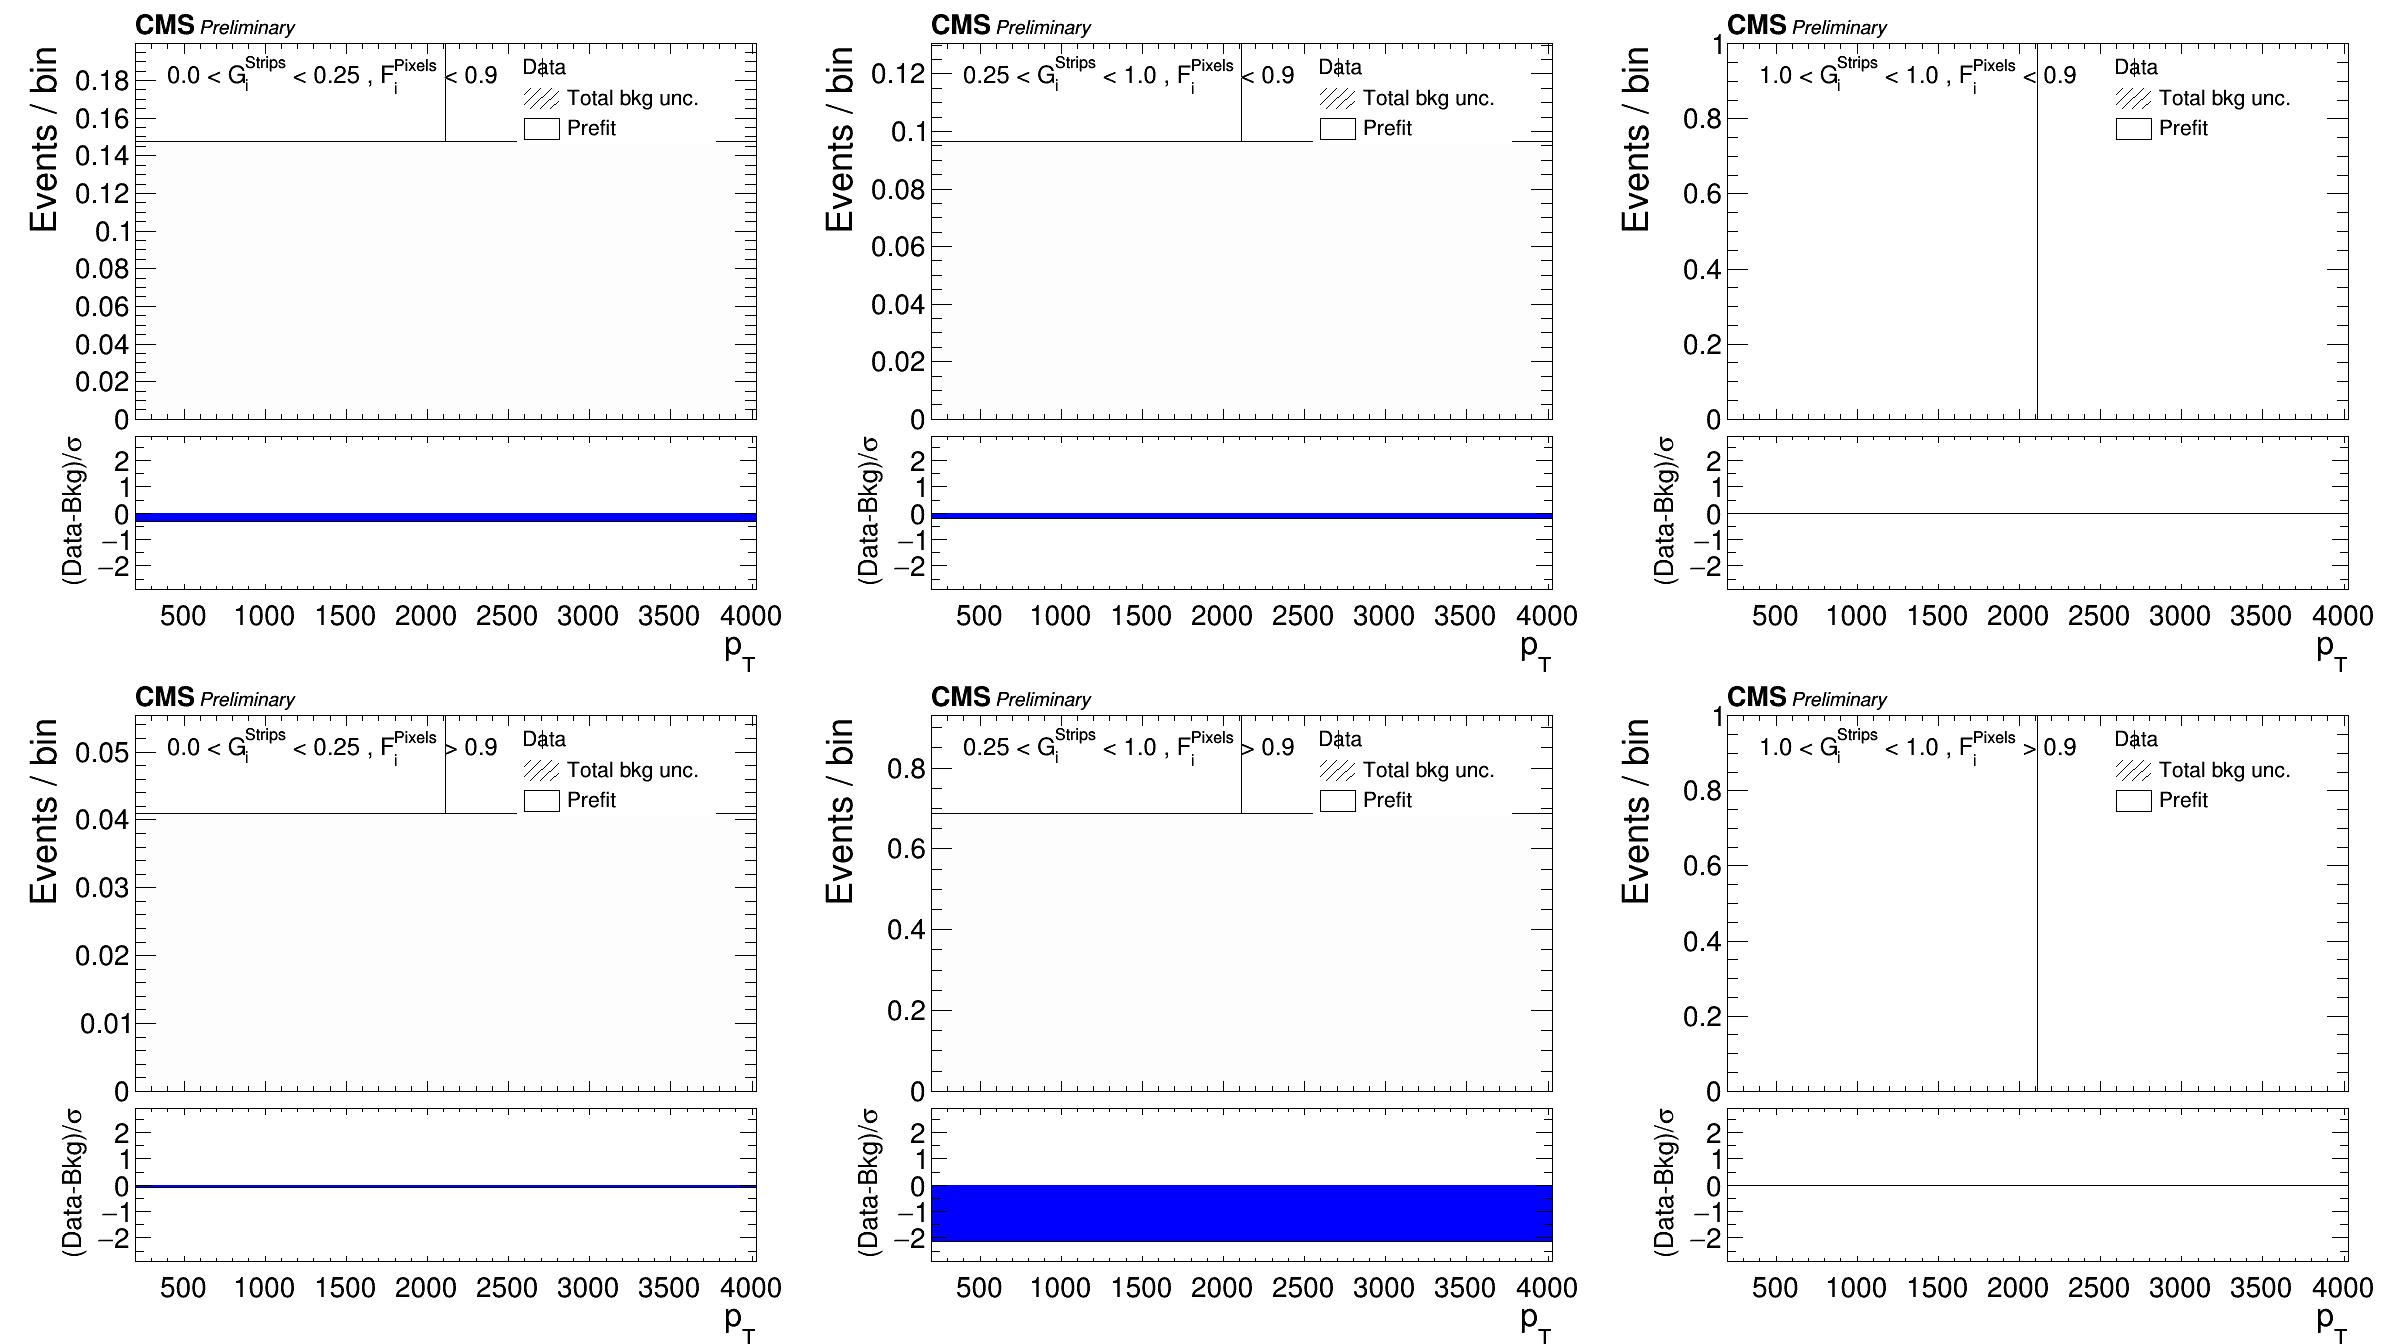 CMS Preliminary
Events / bin
0.0 < G_i^Strips < 0.25 , F_i^Pixels < 0.9
Data
Total bkg unc.
Prefit
0.18
0.16
0.14
0.12
0.1
0.08
0.06
0.04
0.02
0
(Data-Bkg)/σ
2
1
0
−1
−2
500 1000 1500 2000 2500 3000 3500 4000
p_T
CMS Preliminary
Events / bin
0.25 < G_i^Strips < 1.0 , F_i^Pixels < 0.9
Data
Total bkg unc.
Prefit
0.12
0.1
0.08
0.06
0.04
0.02
0
(Data-Bkg)/σ
2
1
0
−1
−2
500 1000 1500 2000 2500 3000 3500 4000
p_T
CMS Preliminary
Events / bin
1.0 < G_i^Strips < 1.0 , F_i^Pixels < 0.9
Data
Total bkg unc.
Prefit
1
0.8
0.6
0.4
0.2
0
(Data-Bkg)/σ
2
1
0
−1
−2
500 1000 1500 2000 2500 3000 3500 4000
p_T
CMS Preliminary
Events / bin
0.0 < G_i^Strips < 0.25 , F_i^Pixels > 0.9
Data
Total bkg unc.
Prefit
0.05
0.04
0.03
0.02
0.01
0
(Data-Bkg)/σ
2
1
0
−1
−2
500 1000 1500 2000 2500 3000 3500 4000
p_T
CMS Preliminary
Events / bin
0.25 < G_i^Strips < 1.0 , F_i^Pixels > 0.9
Data
Total bkg unc.
Prefit
0.8
0.6
0.4
0.2
0
(Data-Bkg)/σ
2
1
0
−1
−2
500 1000 1500 2000 2500 3000 3500 4000
p_T
CMS Preliminary
Events / bin
1.0 < G_i^Strips < 1.0 , F_i^Pixels > 0.9
Data
Total bkg unc.
Prefit
1
0.8
0.6
0.4
0.2
0
(Data-Bkg)/σ
2
1
0
−1
−2
500 1000 1500 2000 2500 3000 3500 4000
p_T